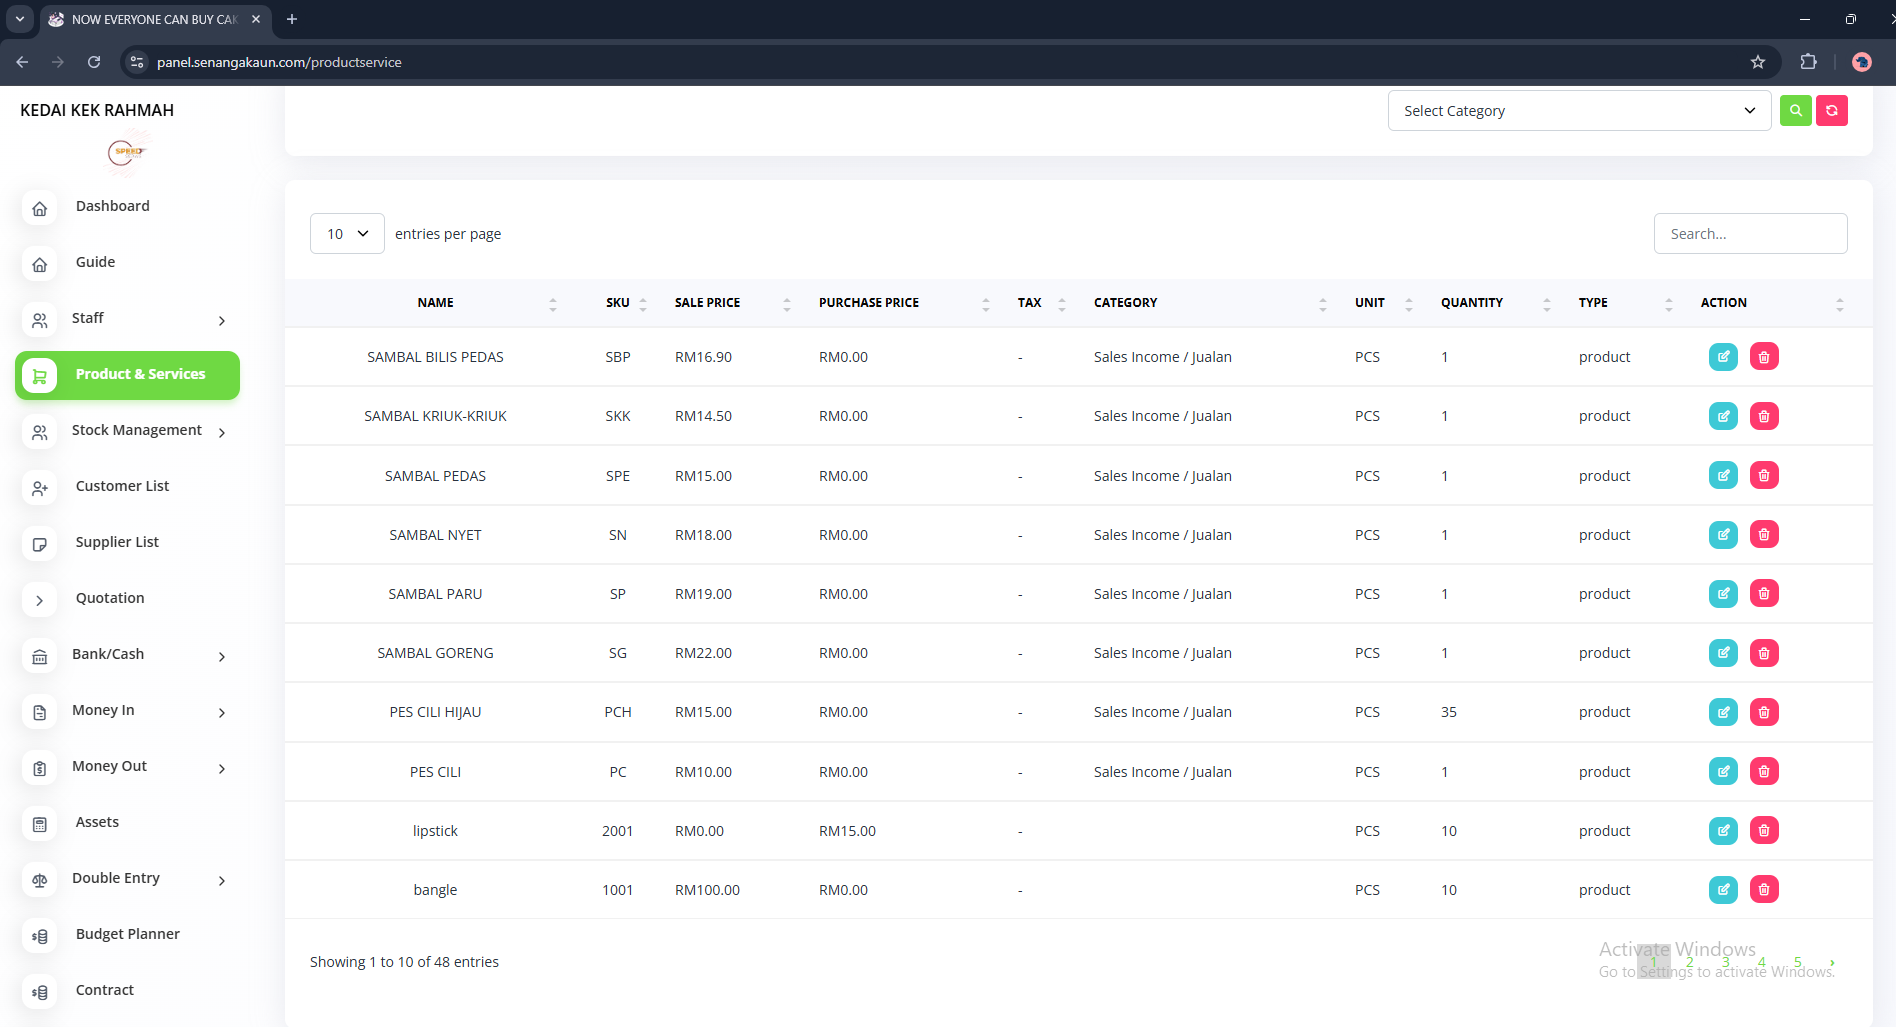 NOW EVERYONE CAN BUY CAK
panel.senangakaun.com/productservice
KEDAI KEK RAHMAH
SPEED
Dashboard
Guide
Staff
Product & Services
Stock Management
Customer List
Supplier List
Quotation
Bank/Cash
Money In
Money Out
Assets
Double Entry
Budget Planner
Contract
Select Category
10 entries per page
Search...
NAME SKU SALE PRICE PURCHASE PRICE TAX CATEGORY UNIT QUANTITY TYPE ACTION
SAMBAL BILIS PEDAS SBP RM16.90 RM0.00 - Sales Income / Jualan PCS 1 product
SAMBAL KRIUK-KRIUK SKK RM14.50 RM0.00 - Sales Income / Jualan PCS 1 product
SAMBAL PEDAS SPE RM15.00 RM0.00 - Sales Income / Jualan PCS 1 product
SAMBAL NYET SN RM18.00 RM0.00 - Sales Income / Jualan PCS 1 product
SAMBAL PARU SP RM19.00 RM0.00 - Sales Income / Jualan PCS 1 product
SAMBAL GORENG SG RM22.00 RM0.00 - Sales Income / Jualan PCS 1 product
PES CILI HIJAU PCH RM15.00 RM0.00 - Sales Income / Jualan PCS 35 product
PES CILI PC RM10.00 RM0.00 - Sales Income / Jualan PCS 1 product
lipstick 2001 RM0.00 RM15.00 - PCS 10 product
bangle 1001 RM100.00 RM0.00 - PCS 10 product
Showing 1 to 10 of 48 entries
1 2 3 4 5 ›
Activate Windows
Go to Settings to activate Windows.